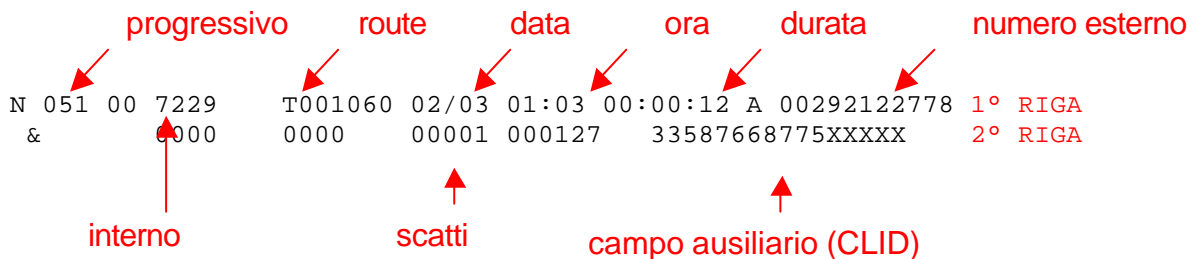 progressivo route data ora durata numero esterno
N 051 00 7229 T001060 02/03 01:03 00:00:12 A 00292122778 1° RIGA
& 0000 0000 00001 000127 33587668775XXXXX 2° RIGA
interno scatti campo ausiliario (CLID)